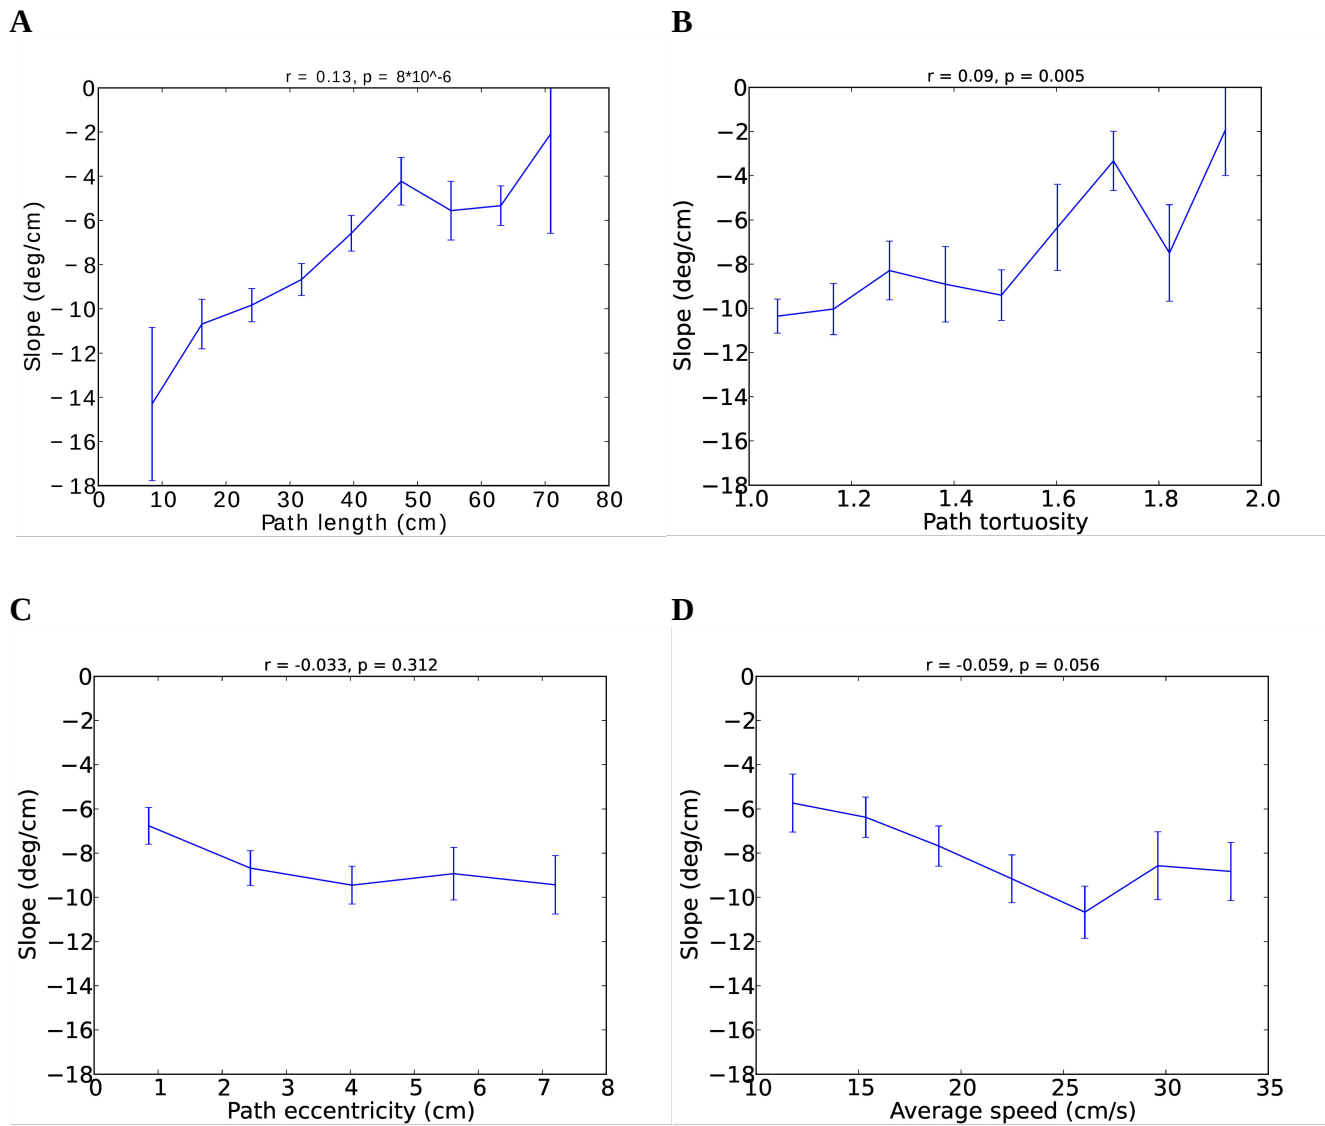 A
r = 0.13, p = 8*10^-6
0
−2
−4
−6
−8
−10
−12
−14
−16
−18
Slope (deg/cm)
0 10 20 30 40 50 60 70 80
Path length (cm)
B
r = 0.09, p = 0.005
0
−2
−4
−6
−8
−10
−12
−14
−16
−18
Slope (deg/cm)
1.0 1.2 1.4 1.6 1.8 2.0
Path tortuosity
C
r = -0.033, p = 0.312
0
−2
−4
−6
−8
−10
−12
−14
−16
−18
Slope (deg/cm)
0 1 2 3 4 5 6 7 8
Path eccentricity (cm)
D
r = -0.059, p = 0.056
0
−2
−4
−6
−8
−10
−12
−14
−16
−18
Slope (deg/cm)
10 15 20 25 30 35
Average speed (cm/s)